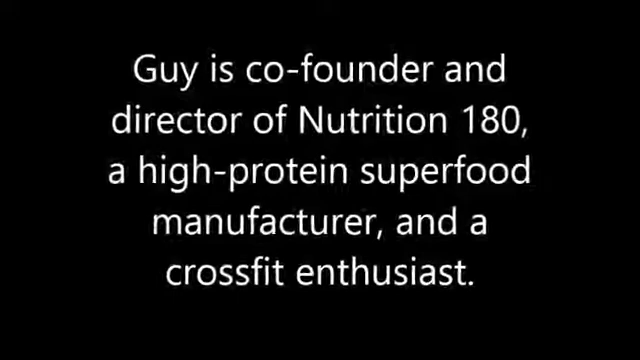 Guy is co-founder and
director of Nutrition 180,
a high-protein superfood
manufacturer, and a
crossfit enthusiast.